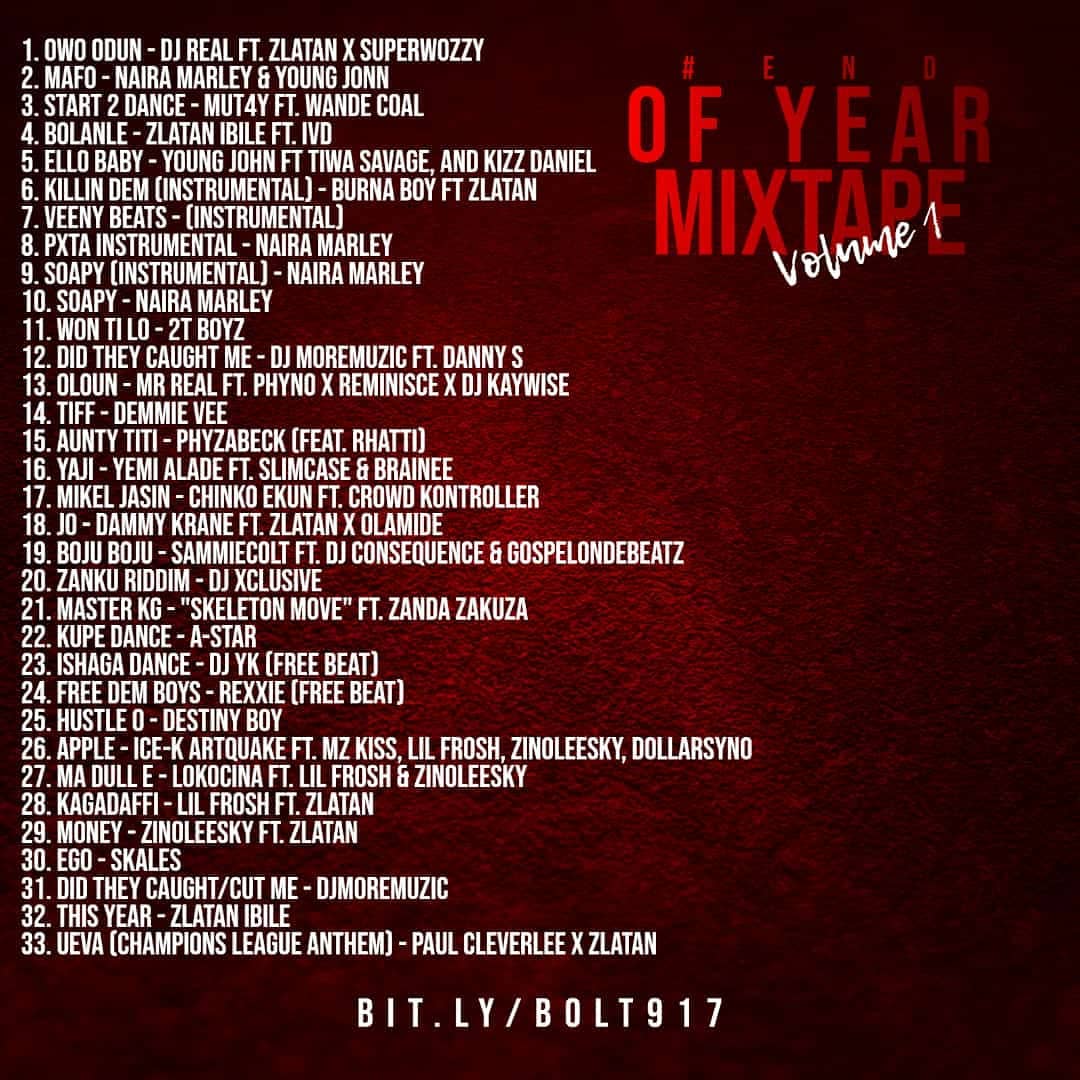 1. OWO ODUN - DJ REAL FT. ZLATAN X SUPERWOZZY
2. MAFO - NAIRA MARLEY & YOUNG JONN
3. START 2 DANCE - MUT4Y FT. WANDE COAL
4. BOLANLE - ZLATAN IBILE FT. IVD
5. ELLO BABY - YOUNG JOHN FT TIWA SAVAGE, AND KIZZ DANIEL
6. KILLIN DEM (INSTRUMENTAL) - BURNA BOY FT ZLATAN
7. VEENY BEATS - (INSTRUMENTAL)
8. PXTA INSTRUMENTAL - NAIRA MARLEY
9. SOAPY (INSTRUMENTAL) - NAIRA MARLEY
10. SOAPY - NAIRA MARLEY
11. WON TI LO - 2T BOYZ
12. DID THEY CAUGHT ME - DJ MOREMUZIC FT. DANNY S
13. OLOUN - MR REAL FT. PHYNO X REMINISCE X DJ KAYWISE
14. TIFF - DEMMIE VEE
15. AUNTY TITI - PHYZABECK (FEAT. RHATTI)
16. YAJI - YEMI ALADE FT. SLIMCASE & BRAINEE
17. MIKEL JASIN - CHINKO EKUN FT. CROWD KONTROLLER
18. JO - DAMMY KRANE FT. ZLATAN X OLAMIDE
19. BOJU BOJU - SAMMIECOLT FT. DJ CONSEQUENCE & GOSPELONDEBEATZ
20. ZANKU RIDDIM - DJ XCLUSIVE
21. MASTER KG - "SKELETON MOVE" FT. ZANDA ZAKUZA
22. KUPE DANCE - A-STAR
23. ISHAGA DANCE - DJ YK (FREE BEAT)
24. FREE DEM BOYS - REXXIE (FREE BEAT)
25. HUSTLE O - DESTINY BOY
26. APPLE - ICE-K ARTQUAKE FT. MZ KISS, LIL FROSH, ZINOLEESKY, DOLLARSYNO
27. MA DULL E - LOKOCINA FT. LIL FROSH & ZINOLEESKY
28. KAGADAFFI - LIL FROSH FT. ZLATAN
29. MONEY - ZINOLEESKY FT. ZLATAN
30. EGO - SKALES
31. DID THEY CAUGHT/CUT ME - DJMOREMUZIC
32. THIS YEAR - ZLATAN IBILE
33. UEVA (CHAMPIONS LEAGUE ANTHEM) - PAUL CLEVERLEE X ZLATAN
#END
OF YEAR
MIXTAPE
Volume 1
BIT.LY/BOLT917